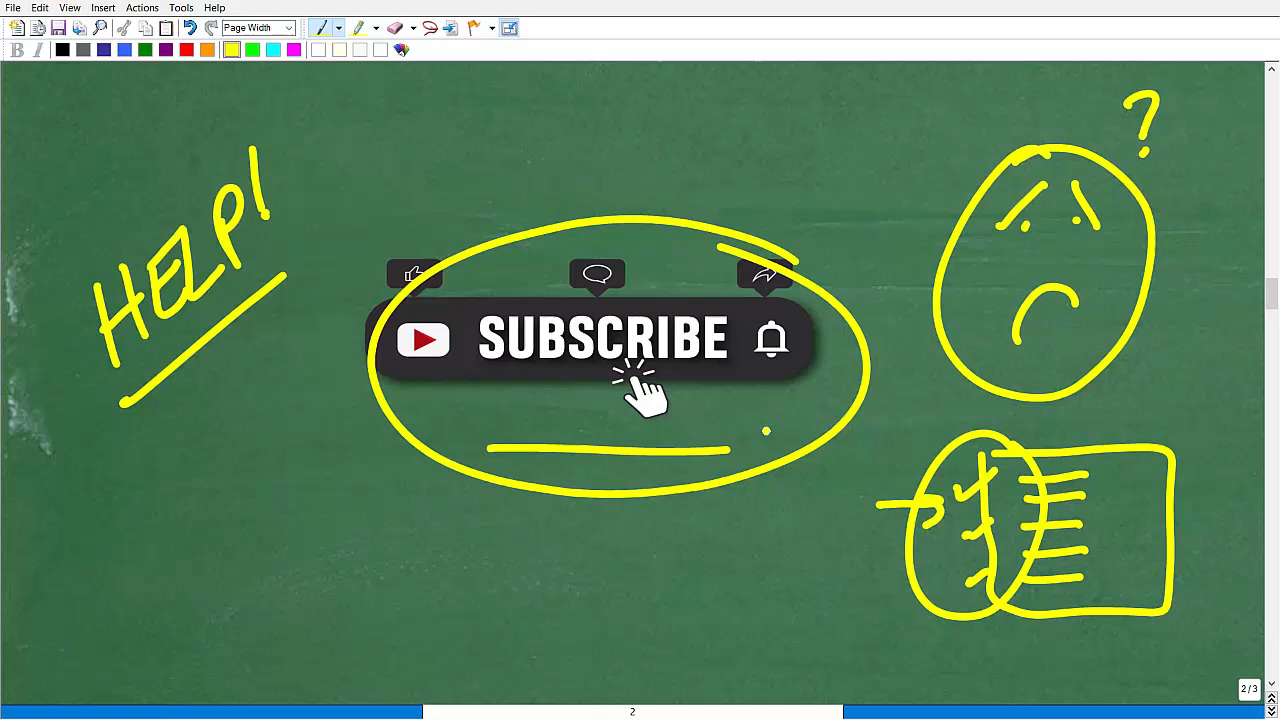 File Edit View Insert Actions Tools Help
Page Width
B I
?
HELP!
SUBSCRIBE
2/3
2